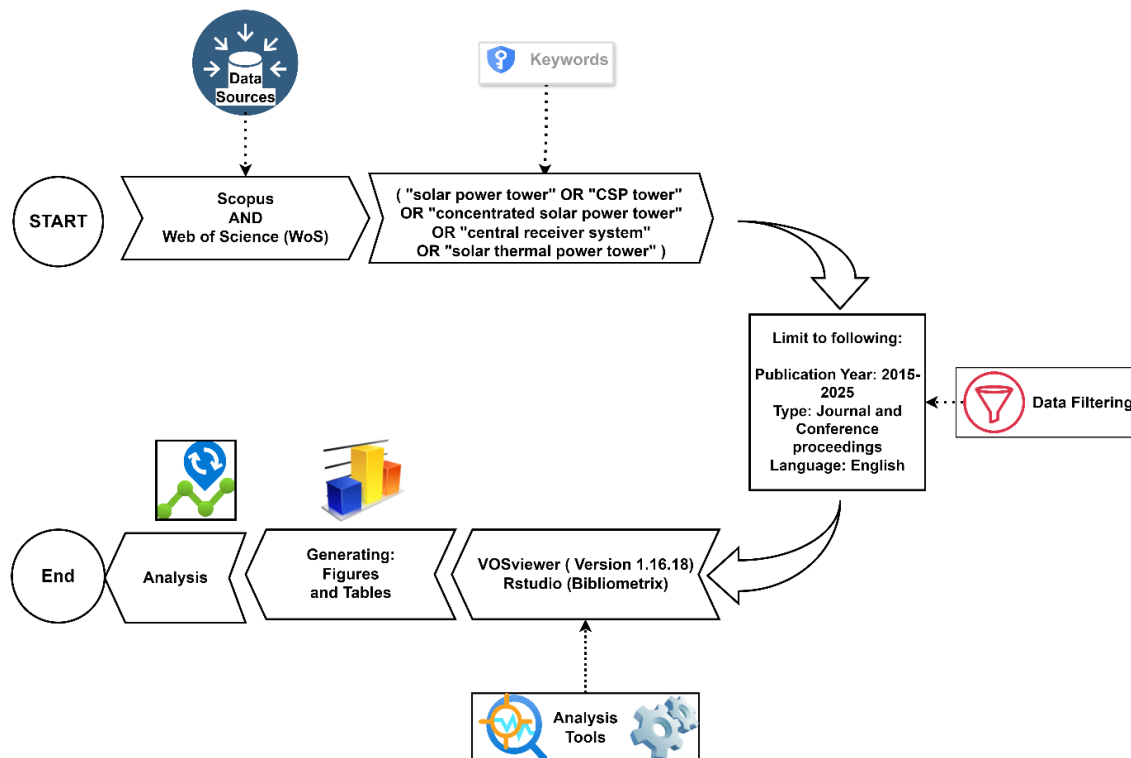 Data
Sources
Keywords
START
Scopus
AND
Web of Science (WoS)
( "solar power tower" OR "CSP tower"
OR "concentrated solar power tower"
OR "central receiver system"
OR "solar thermal power tower" )
Limit to following:
Publication Year: 2015-
2025
Type: Journal and
Conference
proceedings
Language: English
Data Filtering
End
Analysis
Generating:
Figures
and Tables
VOSviewer ( Version 1.16.18)
Rstudio (Bibliometrix)
Analysis
Tools